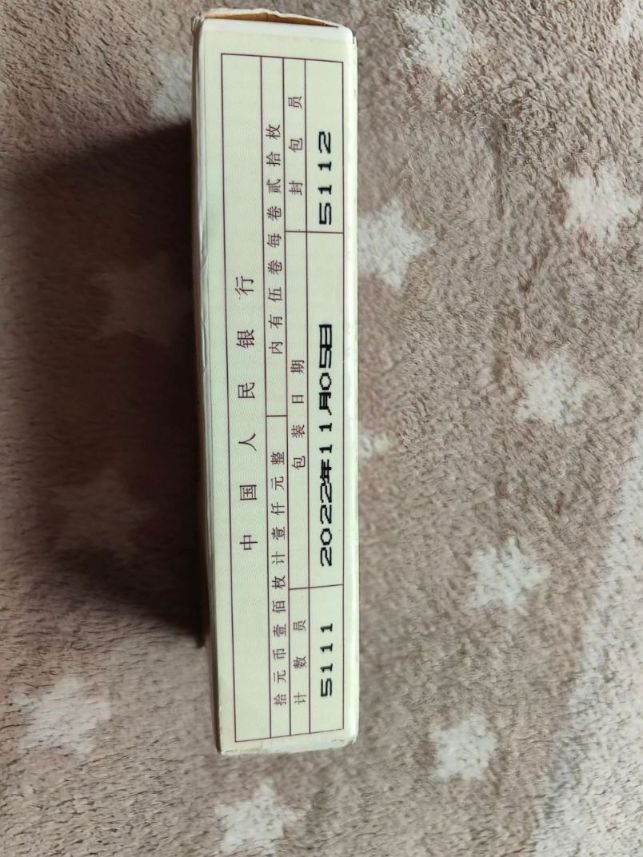 中国人民银行
拾元币壹佰枚计壹仟元整 内有伍卷每卷贰拾枚
计数员 包装日期 封包员
5111 2022年11月05日 5112